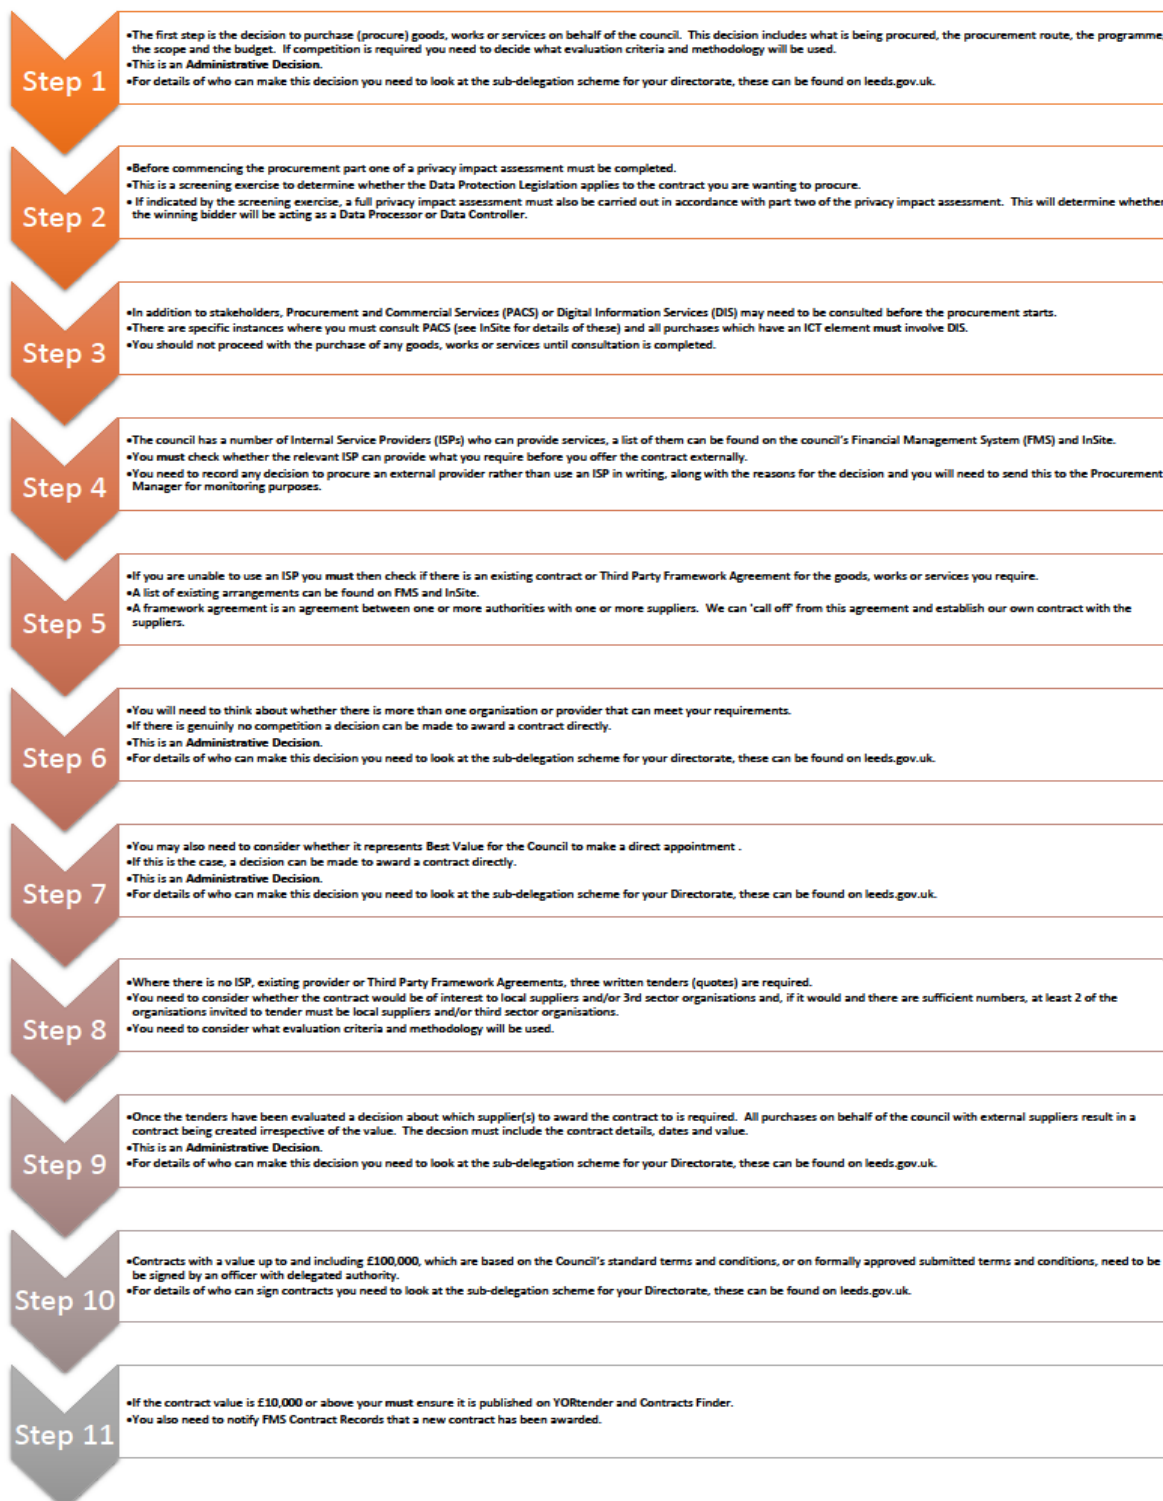 Step 1
•The first step is the decision to purchase (procure) goods, works or services on behalf of the council.  This decision includes what is being procured, the procurement route, the programme,
the scope and the budget.  If competition is required you need to decide what evaluation criteria and methodology will be used.
•This is an Administrative Decision.
•For details of who can make this decision you need to look at the sub-delegation scheme for your directorate, these can be found on leeds.gov.uk.
Step 2
•Before commencing the procurement part one of a privacy impact assessment must be completed.
•This is a screening exercise to determine whether the Data Protection Legislation applies to the contract you are wanting to procure.
• If indicated by the screening exercise, a full privacy impact assessment must also be carried out in accordance with part two of the privacy impact assessment.  This will determine whether
the winning bidder will be acting as a Data Processor or Data Controller.
Step 3
•In addition to stakeholders, Procurement and Commercial Services (PACS) or Digital Information Services (DIS) may need to be consulted before the procurement starts.
•There are specific instances where you must consult PACS (see InSite for details of these) and all purchases which have an ICT element must involve DIS.
•You should not proceed with the purchase of any goods, works or services until consultation is completed.
Step 4
•The council has a number of Internal Service Providers (ISPs) who can provide services, a list of them can be found on the council's Financial Management System (FMS) and InSite.
•You must check whether the relevant ISP can provide what you require before you offer the contract externally.
•You need to record any decision to procure an external provider rather than use an ISP in writing, along with the reasons for the decision and you will need to send this to the Procurement
Manager for monitoring purposes.
Step 5
•If you are unable to use an ISP you must then check if there is an existing contract or Third Party Framework Agreement for the goods, works or services you require.
•A list of existing arrangements can be found on FMS and InSite.
•A framework agreement is an agreement between one or more authorities with one or more suppliers.  We can 'call off' from this agreement and establish our own contract with the
suppliers.
Step 6
•You will need to think about whether there is more than one organisation or provider that can meet your requirements.
•If there is genuinly no competition a decision can be made to award a contract directly.
•This is an Administrative Decision.
•For details of who can make this decision you need to look at the sub-delegation scheme for your directorate, these can be found on leeds.gov.uk.
Step 7
•You may also need to consider whether it represents Best Value for the Council to make a direct appointment .
•If this is the case, a decision can be made to award a contract directly.
•This is an Administrative Decision.
•For details of who can make this decision you need to look at the sub-delegation scheme for your Directorate, these can be found on leeds.gov.uk.
Step 8
•Where there is no ISP, existing provider or Third Party Framework Agreements, three written tenders (quotes) are required.
•You need to consider whether the contract would be of interest to local suppliers and/or 3rd sector organisations and, if it would and there are sufficient numbers, at least 2 of the
organisations invited to tender must be local suppliers and/or third sector organisations.
•You need to consider what evaluation criteria and methodology will be used.
Step 9
•Once the tenders have been evaluated a decision about which supplier(s) to award the contract to is required.  All purchases on behalf of the council with external suppliers result in a
contract being created irrespective of the value.  The decsion must include the contract details, dates and value.
•This is an Administrative Decision.
•For details of who can make this decision you need to look at the sub-delegation scheme for your Directorate, these can be found on leeds.gov.uk.
Step 10
•Contracts with a value up to and including £100,000, which are based on the Council's standard terms and conditions, or on formally approved submitted terms and conditions, need to be
be signed by an officer with delegated authority.
•For details of who can sign contracts you need to look at the sub-delegation scheme for your Directorate, these can be found on leeds.gov.uk.
Step 11
•If the contract value is £10,000 or above your must ensure it is published on YORtender and Contracts Finder.
•You also need to notify FMS Contract Records that a new contract has been awarded.